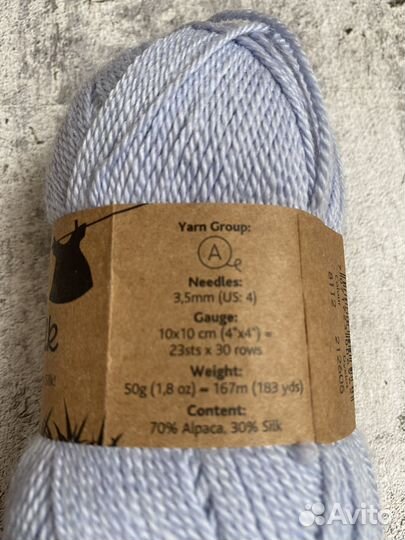 Yarn Group:
A
Needles:
3,5mm (US: 4)
Gauge:
10x10 cm (4"x4") =
23sts x 30 rows
Weight:
50g (1,8 oz) = 167m (183 yds)
Content:
70% Alpaca, 30% Silk
Avito